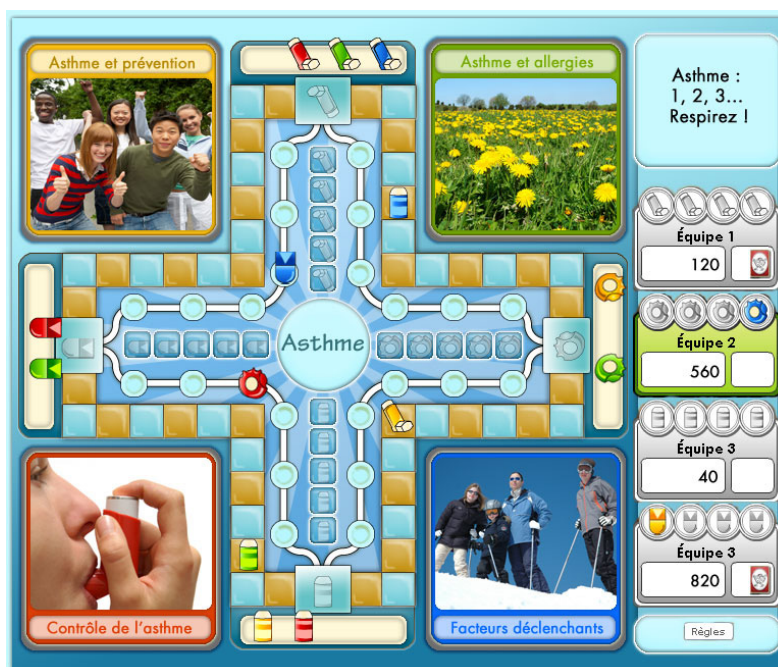 Asthme et prévention
Asthme et allergies
Asthme :
1, 2, 3...
Respirez !
Équipe 1
120
Équipe 2
560
Asthme
Équipe 3
40
Équipe 3
820
Contrôle de l'asthme
Facteurs déclenchants
Règles